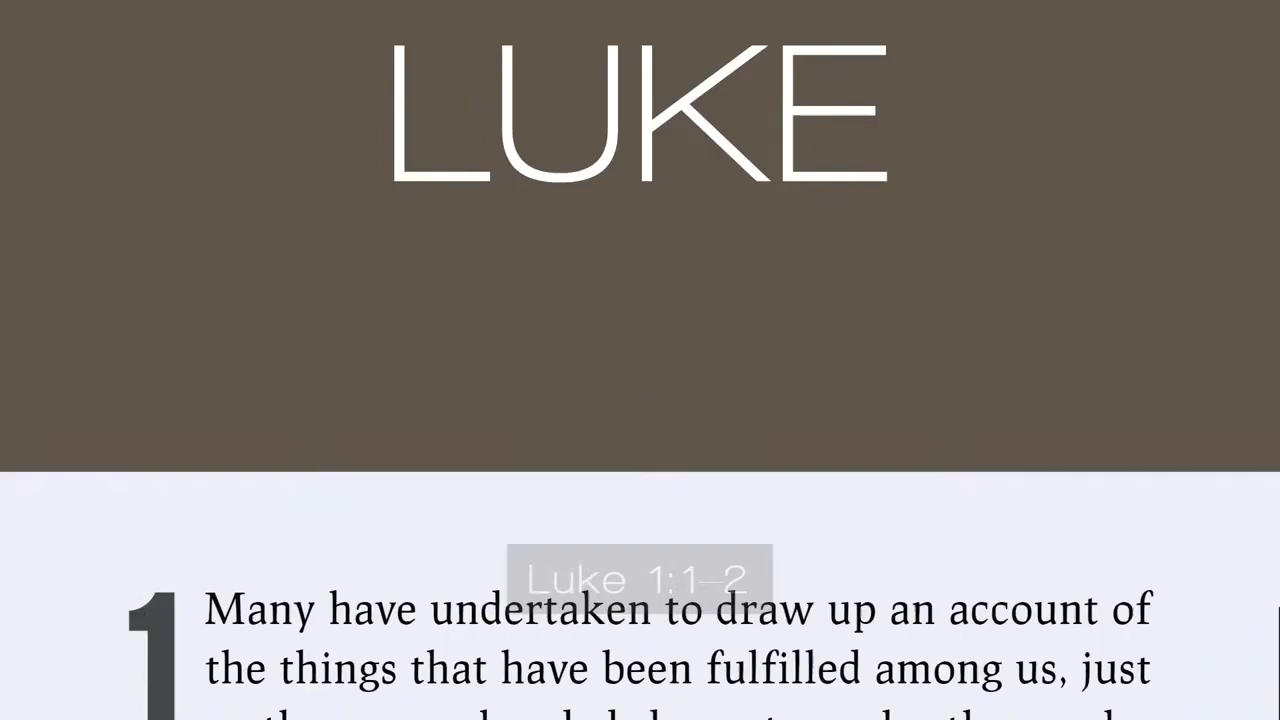 LUKE
Luke 1:1–2
1 Many have undertaken to draw up an account of
the things that have been fulfilled among us, just